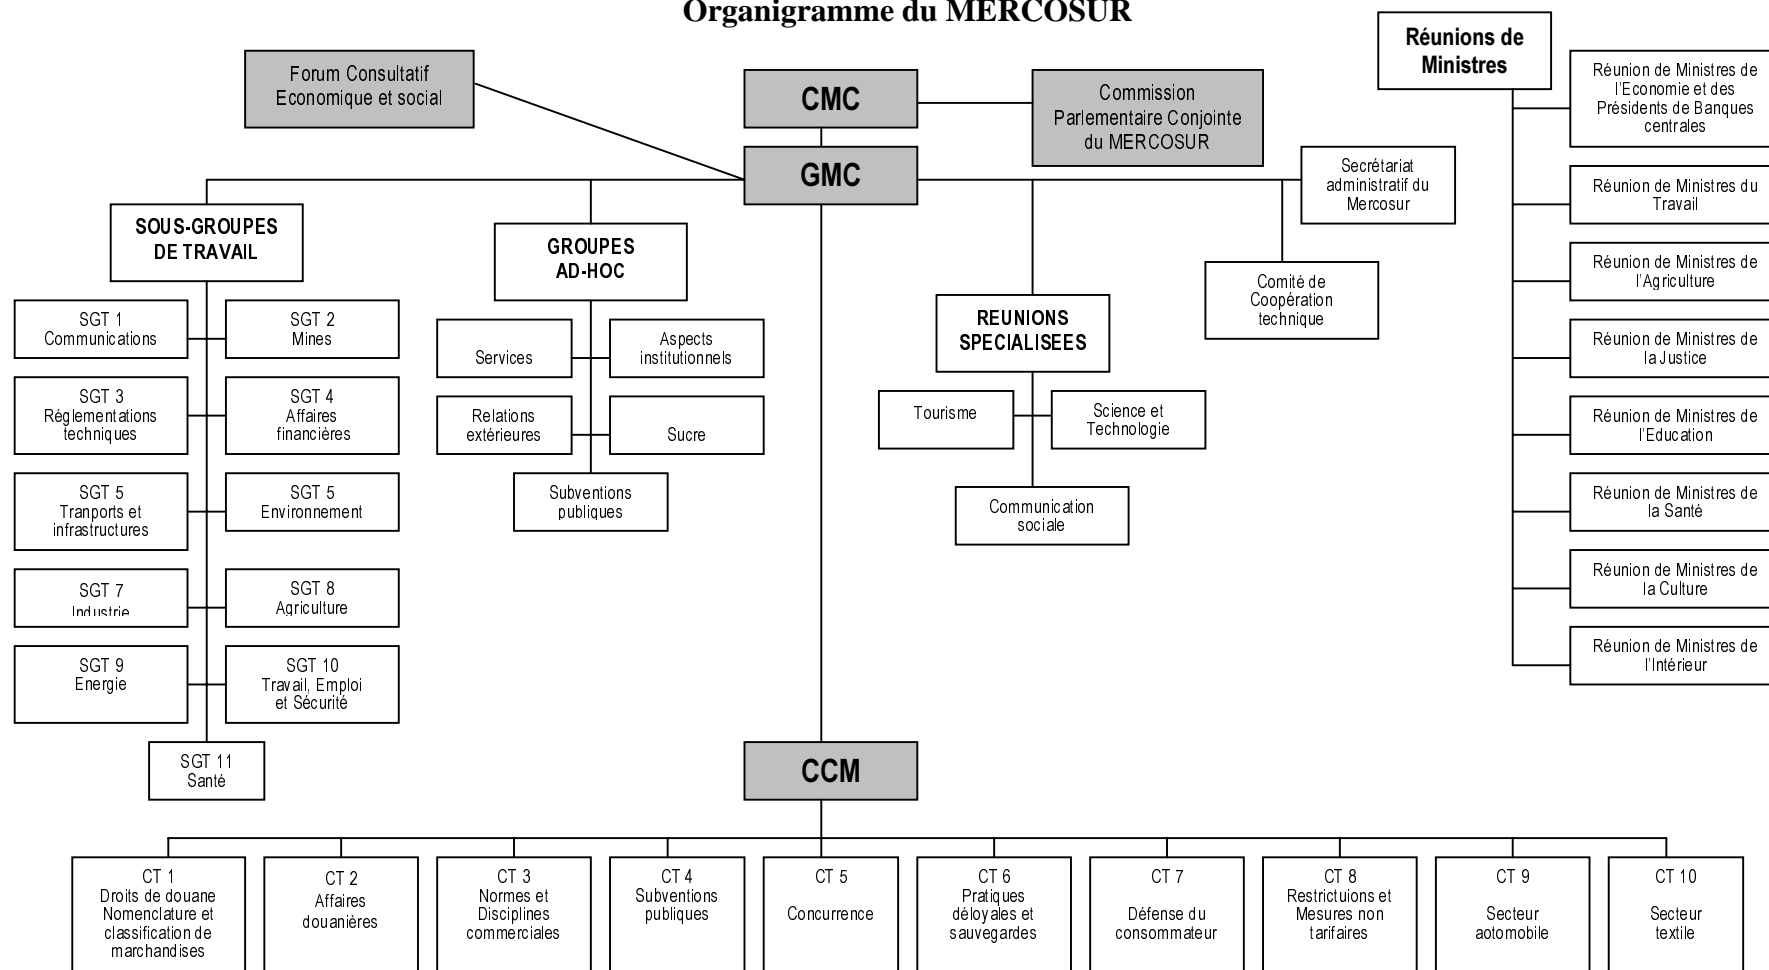 Organigramme du MERCOSUR
Forum Consultatif
Economique et social
CMC
Commission
Parlementaire Conjointe
du MERCOSUR
GMC
Secrétariat
administratif du
Mercosur
Comité de
Coopération
technique
SOUS-GROUPES
DE TRAVAIL
SGT 1
Communications
SGT 2
Mines
SGT 3
Réglementations
techniques
SGT 4
Affaires
financières
SGT 5
Tranports et
infrastructures
SGT 5
Environnement
SGT 7
Industrie
SGT 8
Agriculture
SGT 9
Energie
SGT 10
Travail, Emploi
et Sécurité
SGT 11
Santé
GROUPES
AD-HOC
Services
Aspects
institutionnels
Relations
extérieures
Sucre
Subventions
publiques
REUNIONS
SPECIALISEES
Tourisme
Science et
Technologie
Communication
sociale
Réunions de
Ministres
Réunion de Ministres de
l'Economie et des
Présidents de Banques
centrales
Réunion de Ministres du
Travail
Réunion de Ministres de
l'Agriculture
Réunion de Ministres de
la Justice
Réunion de Ministres de
l'Education
Réunion de Ministres de
la Santé
Réunion de Ministres de
la Culture
Réunion de Ministres de
l'Intérieur
CCM
CT 1
Droits de douane
Nomenclature et
classification de
marchandises
CT 2
Affaires
douanières
CT 3
Normes et
Disciplines
commerciales
CT 4
Subventions
publiques
CT 5
Concurrence
CT 6
Pratiques
déloyales et
sauvegardes
CT 7
Défense du
consommateur
CT 8
Restrictuions et
Mesures non
tarifaires
CT 9
Secteur
aotomobile
CT 10
Secteur
textile